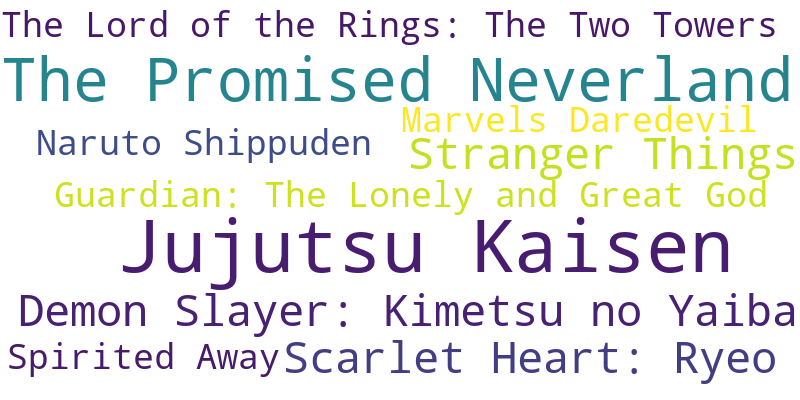 The Lord of the Rings: The Two Towers
The Promised Neverland
Marvels Daredevil
Naruto Shippuden
Stranger Things
Guardian: The Lonely and Great God
Jujutsu Kaisen
Demon Slayer: Kimetsu no Yaiba
Spirited Away
Scarlet Heart: Ryeo